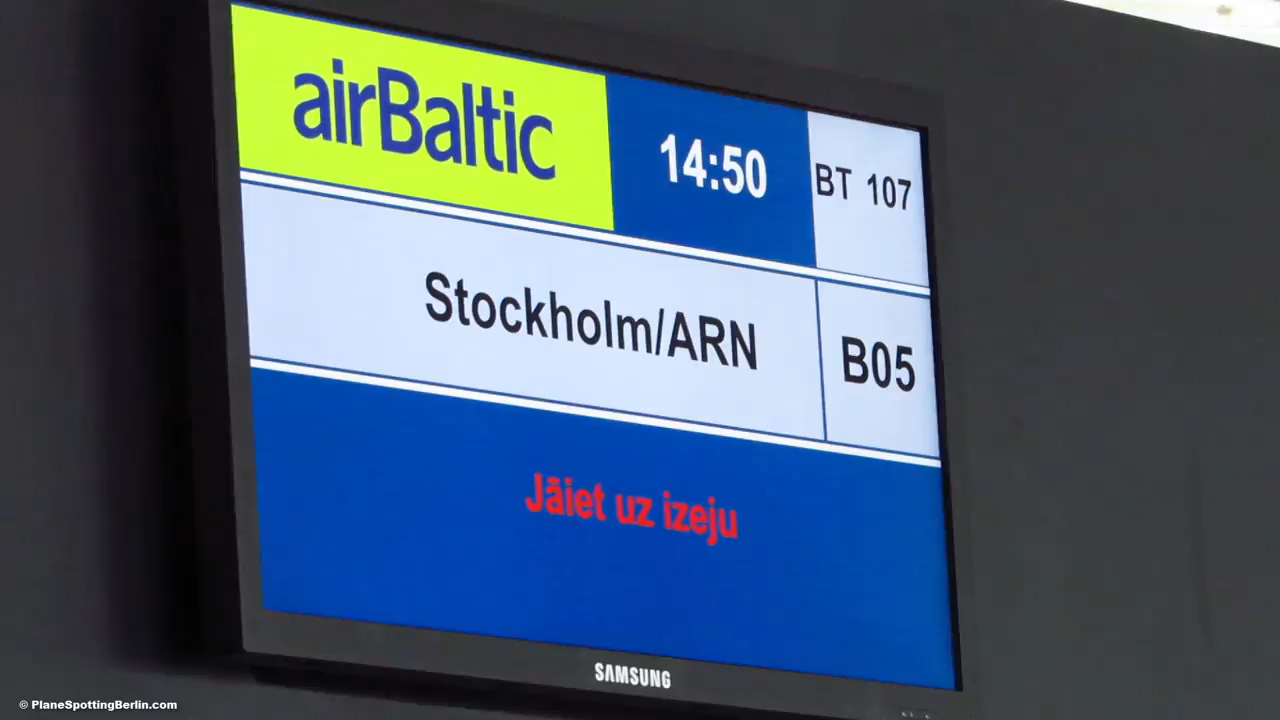 airBaltic
14:50
BT 107
Stockholm/ARN
B05
Jāiet uz izeju
SAMSUNG
© PlaneSpottingBerlin.com